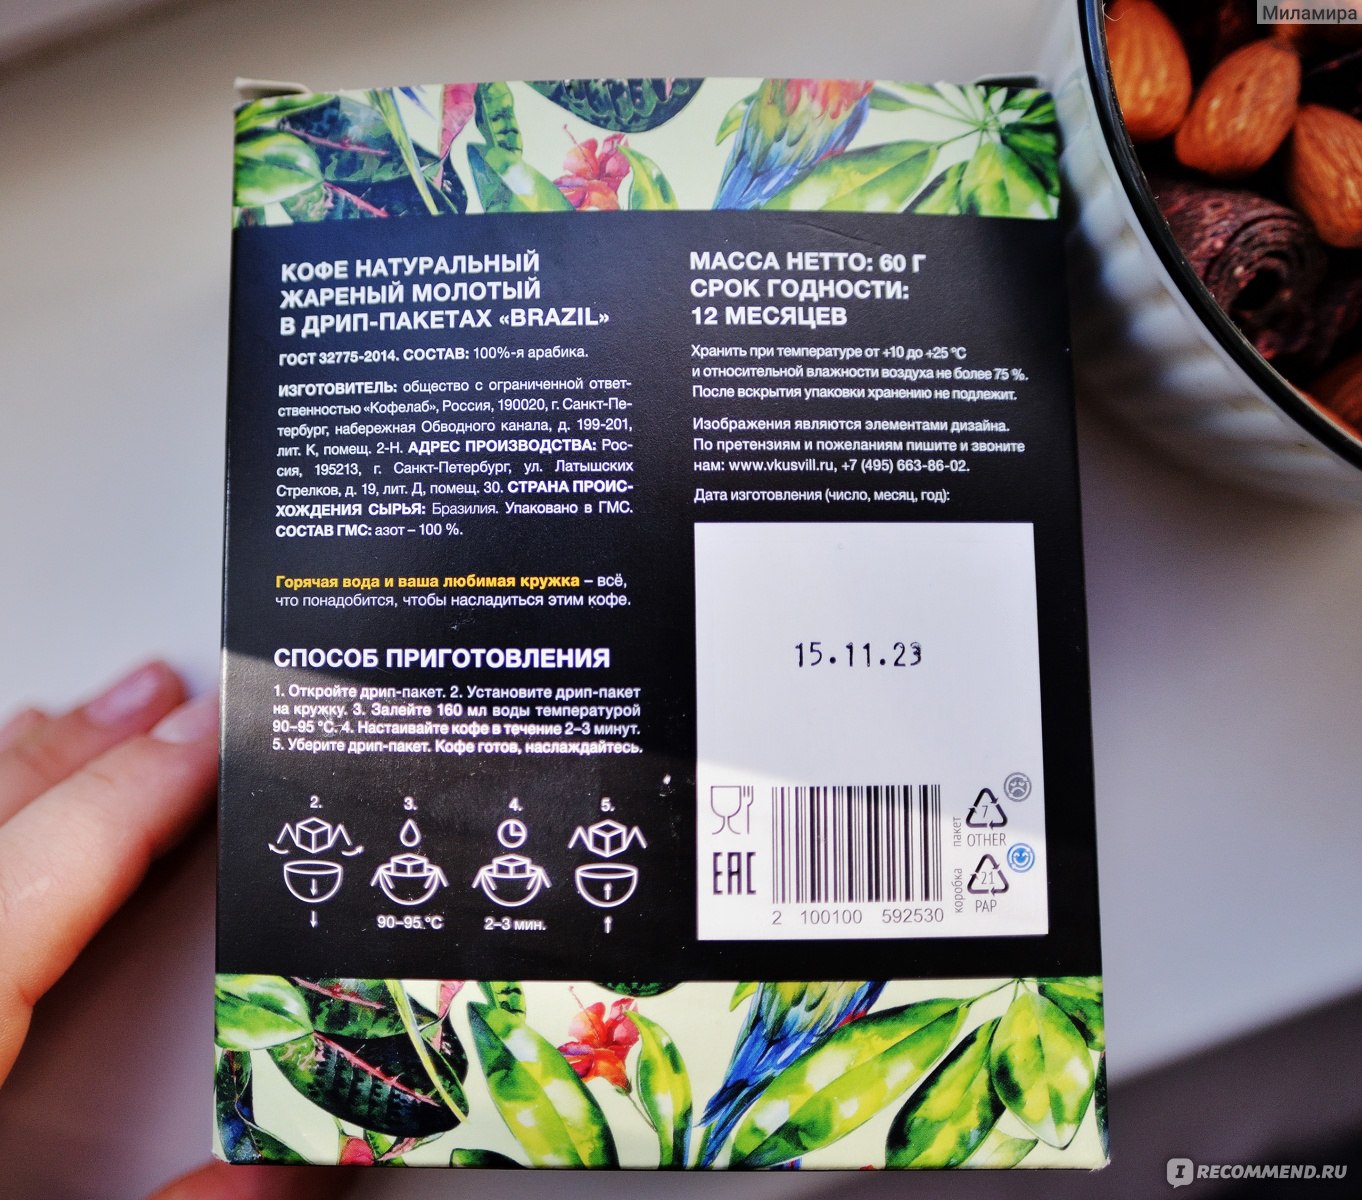 Миламира
КОФЕ НАТУРАЛЬНЫЙ
ЖАРЕНЫЙ МОЛОТЫЙ
В ДРИП-ПАКЕТАХ «BRAZIL»
ГОСТ 32775-2014. СОСТАВ: 100%-я арабика.
ИЗГОТОВИТЕЛЬ: общество с ограниченной ответ-
ственностью «Кофелаб», Россия, 190020, г. Санкт-Пе-
тербург, набережная Обводного канала, д. 199-201,
лит. К, помещ. 2-Н. АДРЕС ПРОИЗВОДСТВА: Рос-
сия, 195213, г. Санкт-Петербург, ул. Латышских
Стрелков, д. 19, лит. Д, помещ. 30. СТРАНА ПРОИС-
ХОЖДЕНИЯ СЫРЬЯ: Бразилия. Упаковано в ГМС.
СОСТАВ ГМС: азот – 100 %.
Горячая вода и ваша любимая кружка – всё,
что понадобится, чтобы насладиться этим кофе.
СПОСОБ ПРИГОТОВЛЕНИЯ
1. Откройте дрип-пакет. 2. Установите дрип-пакет
на кружку. 3. Залейте 160 мл воды температурой
90–95 °C. 4. Настаивайте кофе в течение 2–3 минут.
5. Уберите дрип-пакет. Кофе готов, наслаждайтесь.
2. 3. 4. 5.
90–95 °C 2–3 мин.
МАССА НЕТТО: 60 Г
СРОК ГОДНОСТИ:
12 МЕСЯЦЕВ
Хранить при температуре от +10 до +25 °C
и относительной влажности воздуха не более 75 %.
После вскрытия упаковки хранению не подлежит.
Изображения являются элементами дизайна.
По претензиям и пожеланиям пишите и звоните
нам: www.vkusvill.ru, +7 (495) 663-86-02.
Дата изготовления (число, месяц, год):
15.11.23
EAC
2 100100 592530
пакет
7
OTHER
коробка
21
PAP
I RECOMMEND.RU